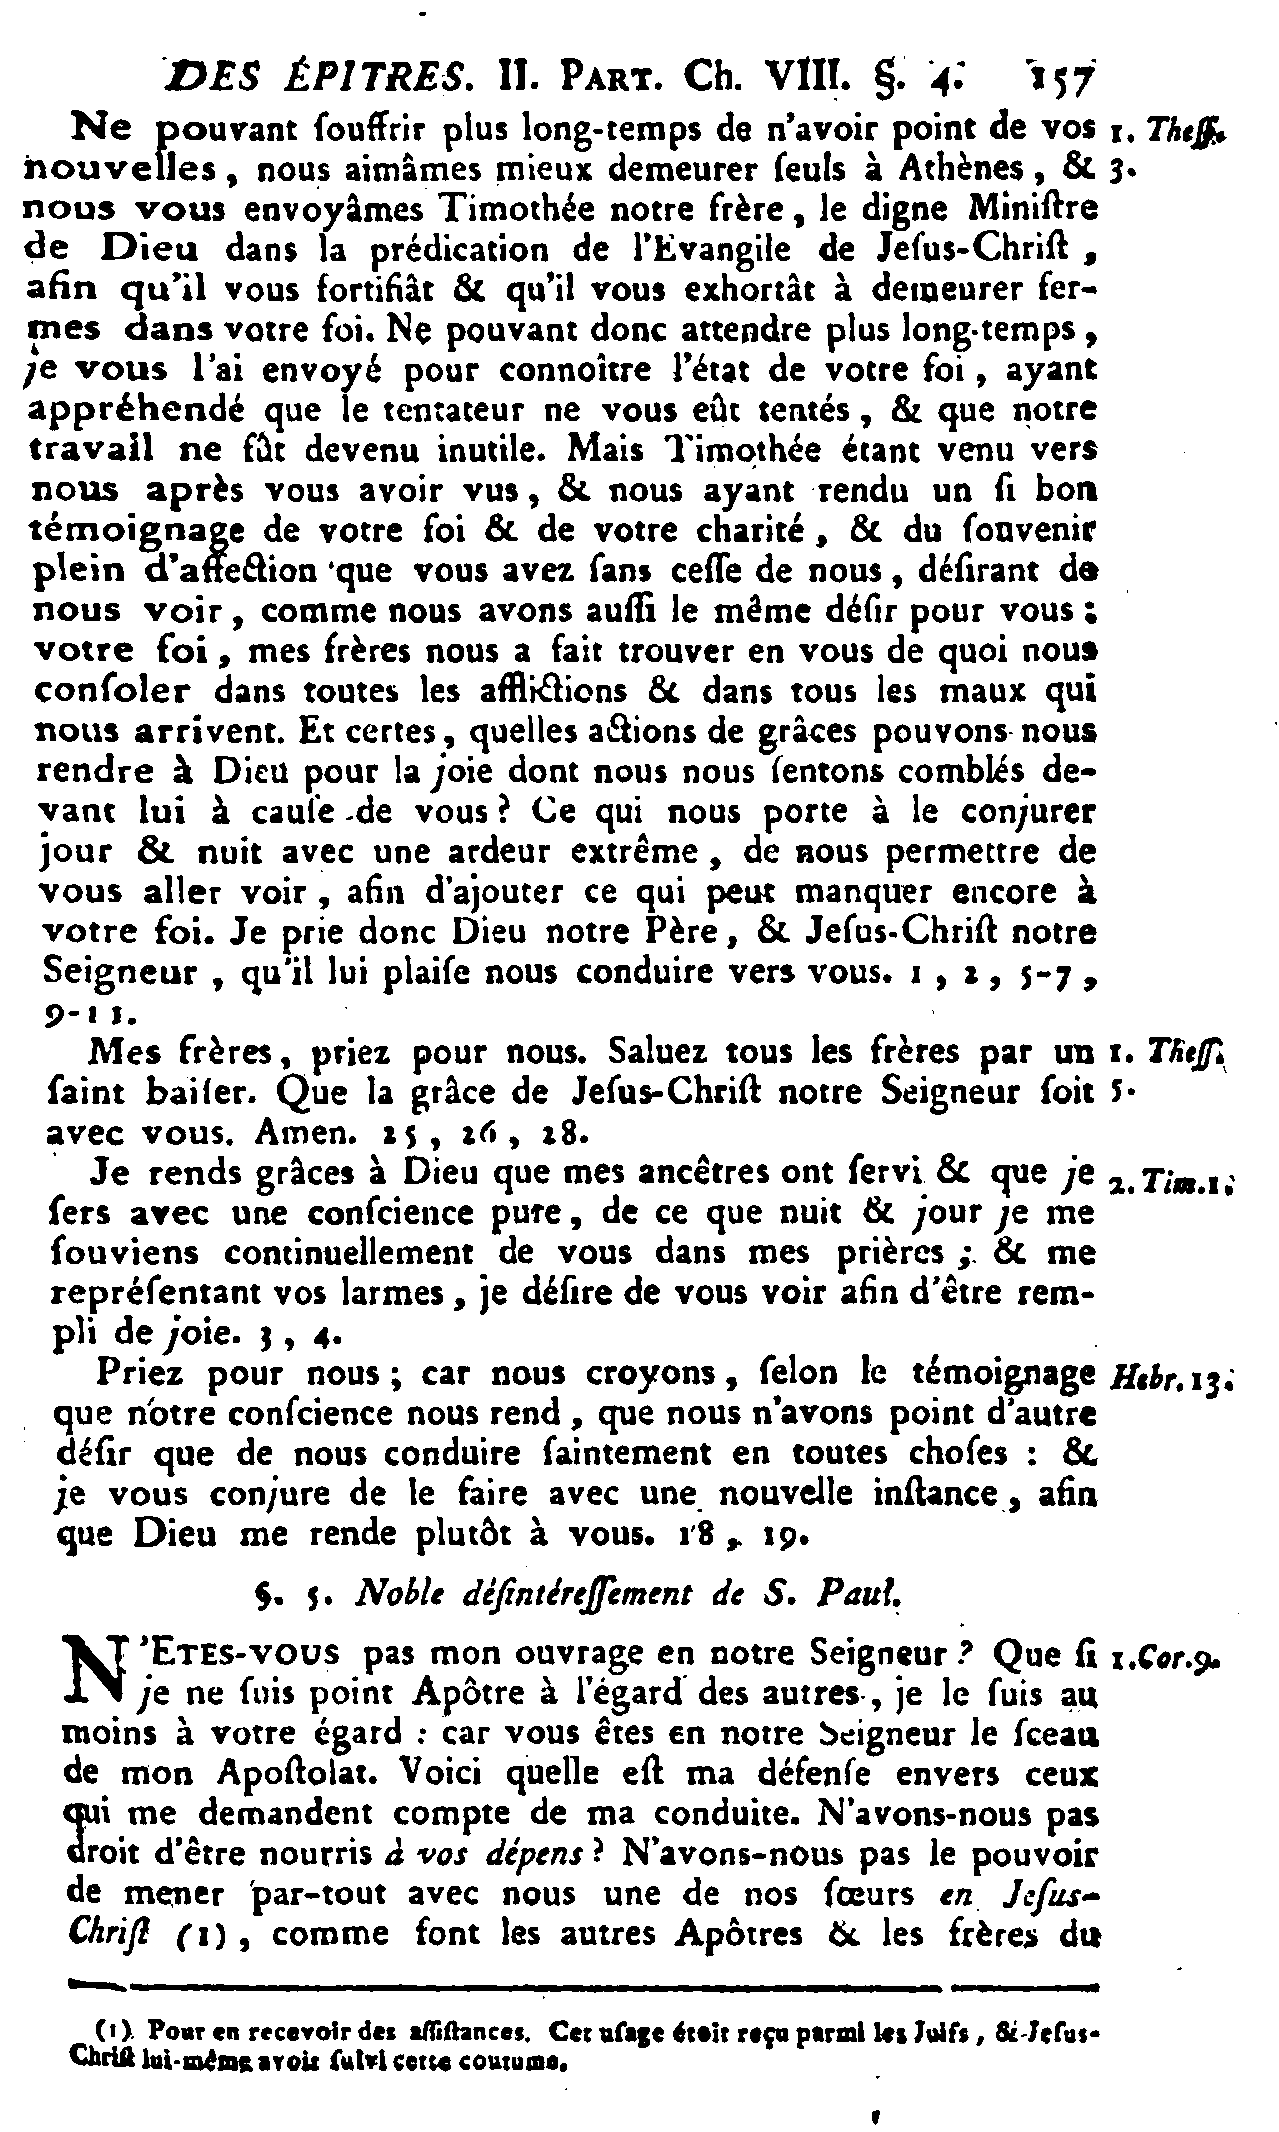 DES ÉPITRES. II. PART. Ch. VIII. §. 4. 157
Ne pouvant ſouffrir plus long-temps de n'avoir point de vos 1. Theſſ.
nouvelles, nous aimâmes mieux demeurer ſeuls à Athènes, & 3.
nous vous envoyâmes Timothée notre frère, le digne Miniſtre
de Dieu dans la prédication de l'Evangile de Jeſus-Chriſt,
afin qu'il vous fortifiât & qu'il vous exhortât à demeurer fer-
mes dans votre foi. Ne pouvant donc attendre plus long-temps,
je vous l'ai envoyé pour connoître l'état de votre foi, ayant
appréhendé que le tentateur ne vous eût tentés, & que notre
travail ne fût devenu inutile. Mais Timothée étant venu vers
nous après vous avoir vus, & nous ayant rendu un ſi bon
témoignage de votre foi & de votre charité, & du ſouvenir
plein d'affection que vous avez ſans ceſſe de nous, déſirant de
nous voir, comme nous avons auſſi le même déſir pour vous;
votre foi, mes frères nous a fait trouver en vous de quoi nous
conſoler dans toutes les afflictions & dans tous les maux qui
nous arrivent. Et certes, quelles actions de grâces pouvons-nous
rendre à Dieu pour la joie dont nous nous ſentons comblés de-
vant lui à cauſe de vous? Ce qui nous porte à le conjurer
jour & nuit avec une ardeur extrême, de nous permettre de
vous aller voir, afin d'ajouter ce qui peut manquer encore à
votre foi. Je prie donc Dieu notre Père, & Jeſus-Chriſt notre
Seigneur, qu'il lui plaiſe nous conduire vers vous. 1, 2, 5-7,
9-11.
Mes frères, priez pour nous. Saluez tous les frères par un 1. Theſſ.
ſaint baiſer. Que la grâce de Jeſus-Chriſt notre Seigneur ſoit 5.
avec vous. Amen. 25, 26, 28.
Je rends grâces à Dieu que mes ancêtres ont ſervi & que je 2. Tim. 1.
ſers avec une conſcience pure, de ce que nuit & jour je me
ſouviens continuellement de vous dans mes prières; & me
repréſentant vos larmes, je déſire de vous voir afin d'être rem-
pli de joie. 3, 4.
Priez pour nous; car nous croyons, ſelon le témoignage Hebr. 13.
que notre conſcience nous rend, que nous n'avons point d'autre
déſir que de nous conduire ſaintement en toutes choſes : &
je vous conjure de le faire avec une nouvelle inſtance, afin
que Dieu me rende plutôt à vous. 18, 19.
§. 5. Noble déſintéreſſement de S. Paul.
N'ETES-VOUS pas mon ouvrage en notre Seigneur? Que ſi 1. Cor. 9.
je ne ſuis point Apôtre à l'égard des autres, je le ſuis au
moins à votre égard : car vous êtes en notre Seigneur le ſceau
de mon Apoſtolat. Voici quelle eſt ma défenſe envers ceux
qui me demandent compte de ma conduite. N'avons-nous pas
droit d'être nourris à vos dépens? N'avons-nous pas le pouvoir
de mener par-tout avec nous une de nos ſœurs en Jeſus-
Chriſt (1), comme font les autres Apôtres & les frères du
(1) Pour en recevoir des aſſiſtances. Cet uſage étoit reçu parmi les Juifs, & Jeſus-
Chriſt lui-même avoit ſuivi cette coutume.